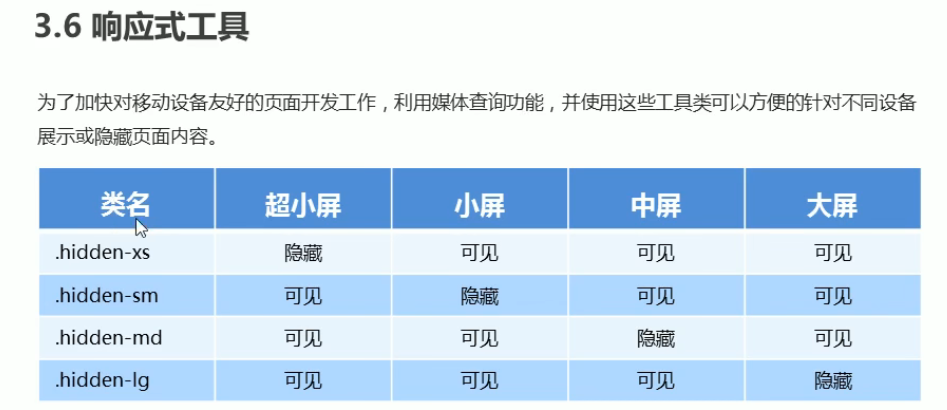 3.6 响应式工具
为了加快对移动设备友好的页面开发工作，利用媒体查询功能，并使用这些工具类可以方便的针对不同设备
展示或隐藏页面内容。
类名 超小屏 小屏 中屏 大屏
.hidden-xs 隐藏 可见 可见 可见
.hidden-sm 可见 隐藏 可见 可见
.hidden-md 可见 可见 隐藏 可见
.hidden-lg 可见 可见 可见 隐藏